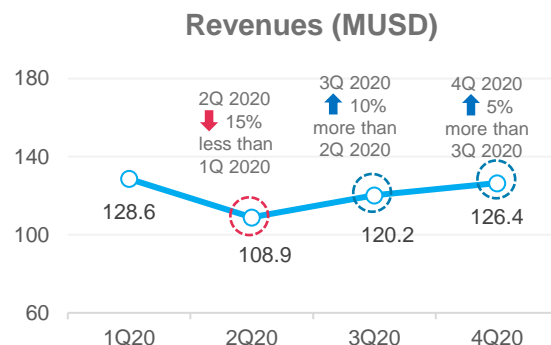 Revenues (MUSD)
180
140
100
60
2Q 2020
15%
less than
1Q 2020
3Q 2020
10%
more than
2Q 2020
4Q 2020
5%
more than
3Q 2020
128.6
108.9
120.2
126.4
1Q20
2Q20
3Q20
4Q20